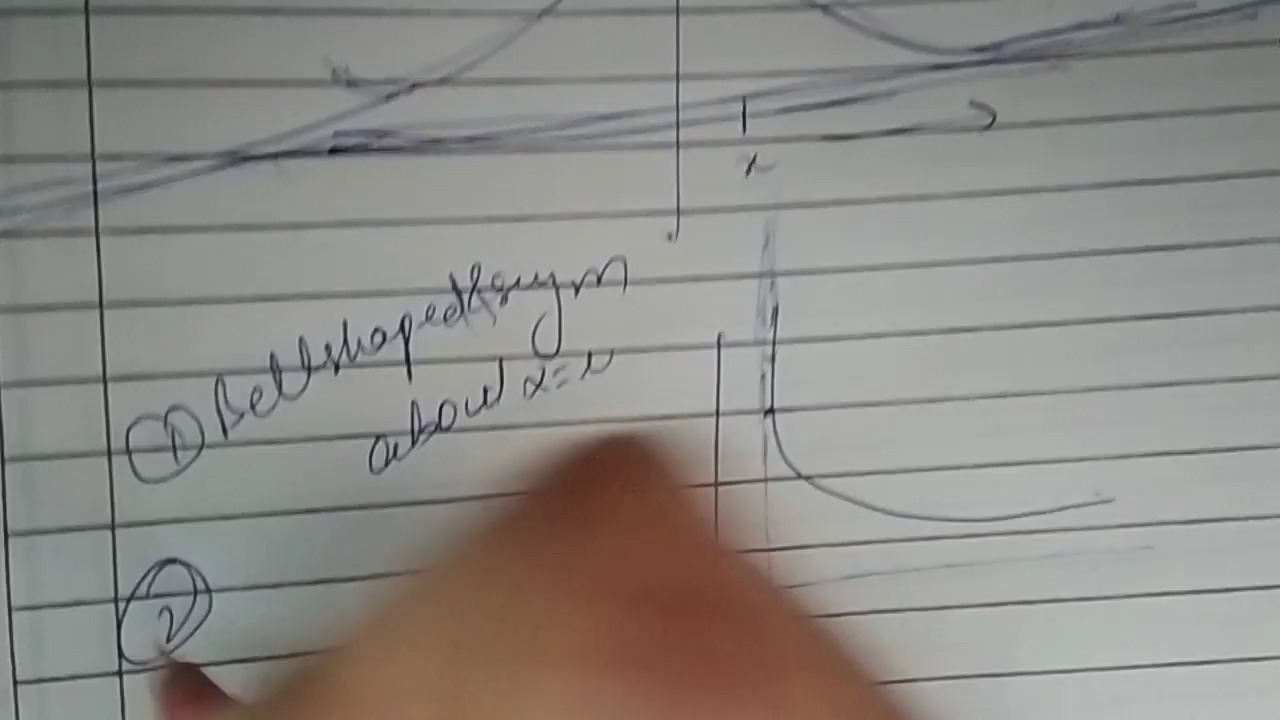 x
① Bell shaped & sym
about x = μ
②